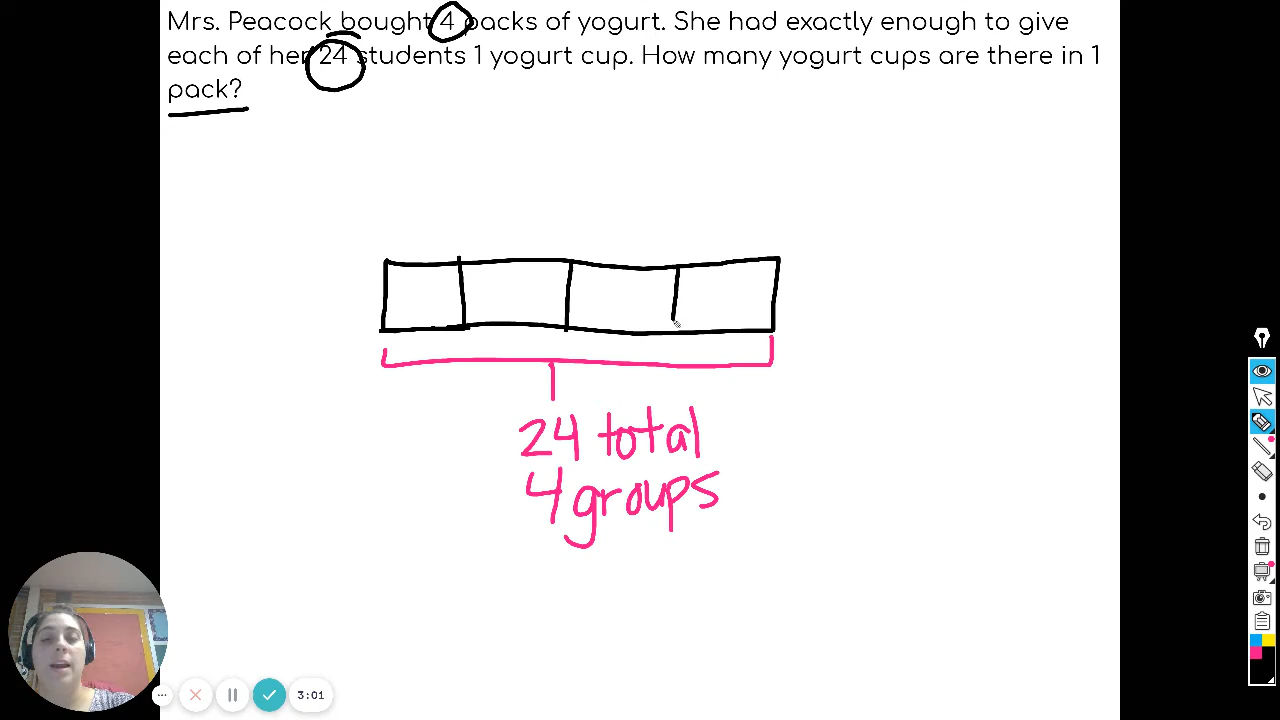 Mrs. Peacock bought 4 packs of yogurt. She had exactly enough to give
each of her 24 students 1 yogurt cup. How many yogurt cups are there in 1
pack?
24 total
4 groups
3:01